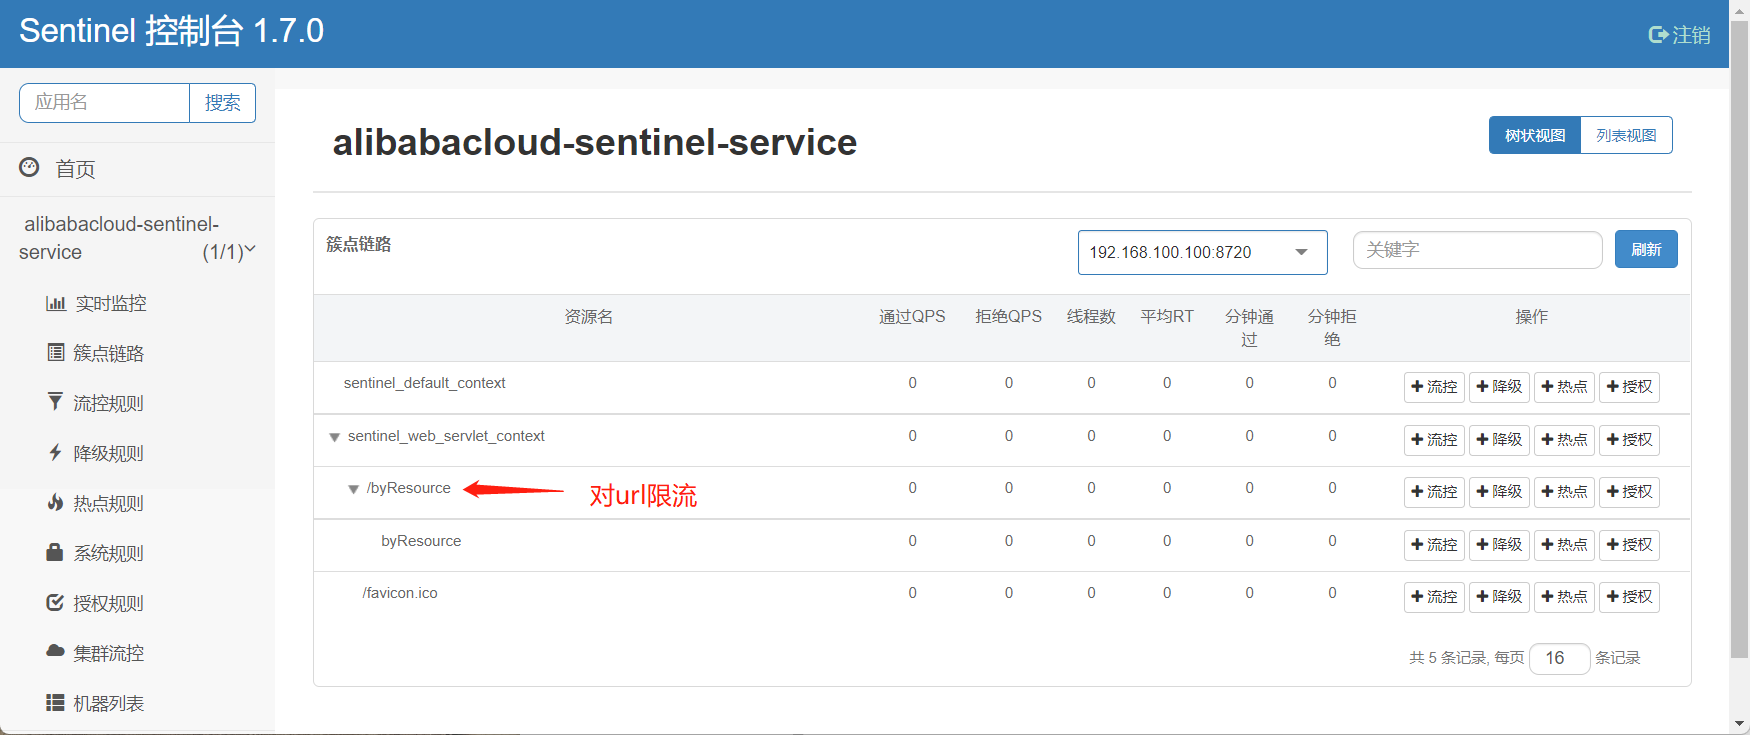 Sentinel 控制台 1.7.0
注销
应用名
搜索
首页
alibabacloud-sentinel-
service (1/1)
实时监控
簇点链路
流控规则
降级规则
热点规则
系统规则
授权规则
集群流控
机器列表
alibabacloud-sentinel-service
树状视图 列表视图
簇点链路
192.168.100.100:8720
关键字
刷新
资源名 通过QPS 拒绝QPS 线程数 平均RT 分钟通 分钟拒 操作
过 绝
sentinel_default_context 0 0 0 0 0 0 流控 降级 热点 授权
sentinel_web_servlet_context 0 0 0 0 0 0 流控 降级 热点 授权
/byResource 对url限流 0 0 0 0 0 0 流控 降级 热点 授权
byResource 0 0 0 0 0 0 流控 降级 热点 授权
/favicon.ico 0 0 0 0 0 0 流控 降级 热点 授权
共 5 条记录, 每页 16 条记录